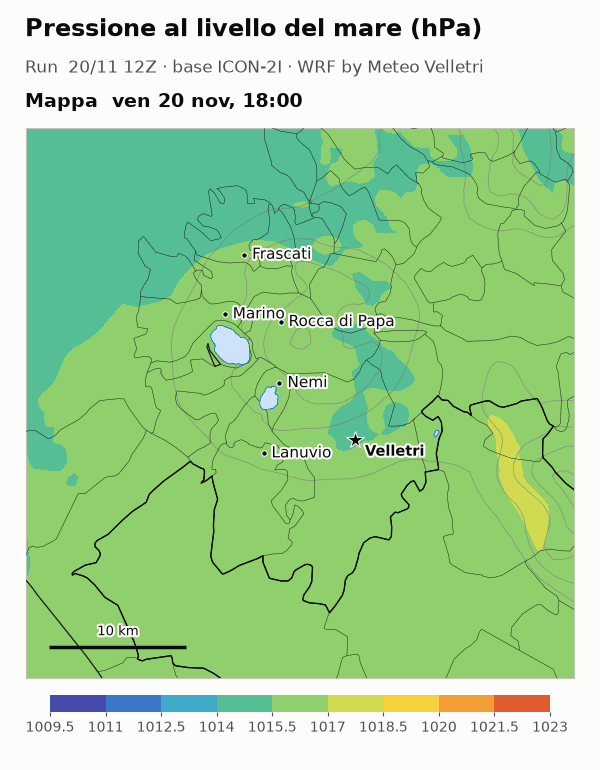 Pressione al livello del mare (hPa)
Run  20/11 12Z · base ICON-2I · WRF by Meteo Velletri
Mappa  ven 20 nov, 18:00
Frascati
Marino
Rocca di Papa
Nemi
Velletri
Lanuvio
10 km
1009.5 1011 1012.5 1014 1015.5 1017 1018.5 1020 1021.5 1023